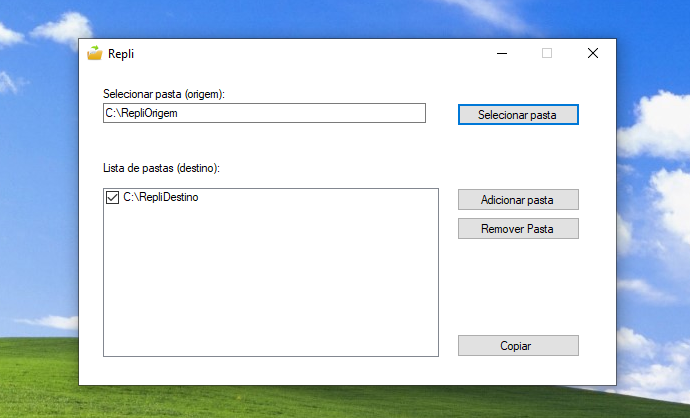 Repli
Selecionar pasta (origem):
C:\RepliOrigem
Selecionar pasta
Lista de pastas (destino):
C:\RepliDestino
Adicionar pasta
Remover Pasta
Copiar